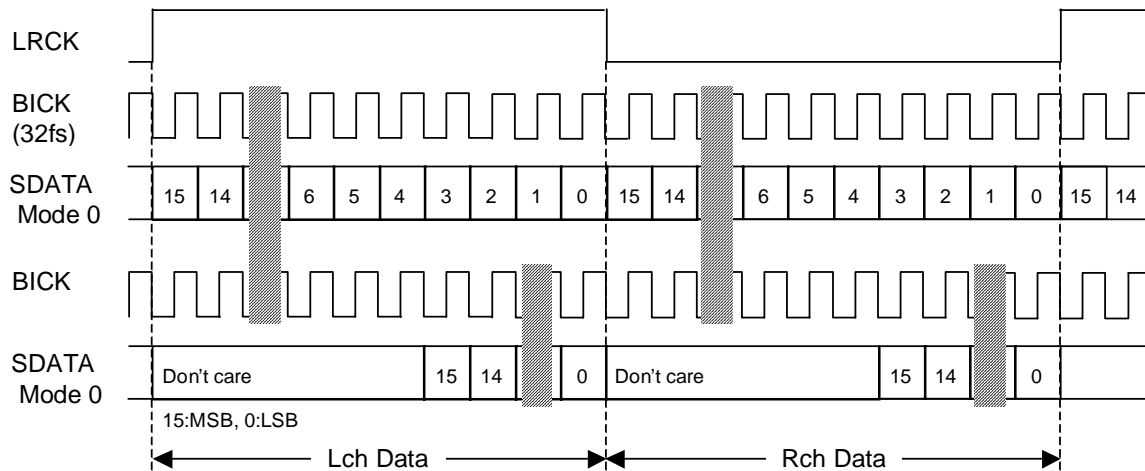 LRCK
BICK
(32fs)
SDATA
Mode 0
15 14 6 5 4 3 2 1 0 15 14 6 5 4 3 2 1 0 15 14
BICK
SDATA
Mode 0
Don't care 15 14 0 Don't care 15 14 0
15:MSB, 0:LSB
Lch Data Rch Data